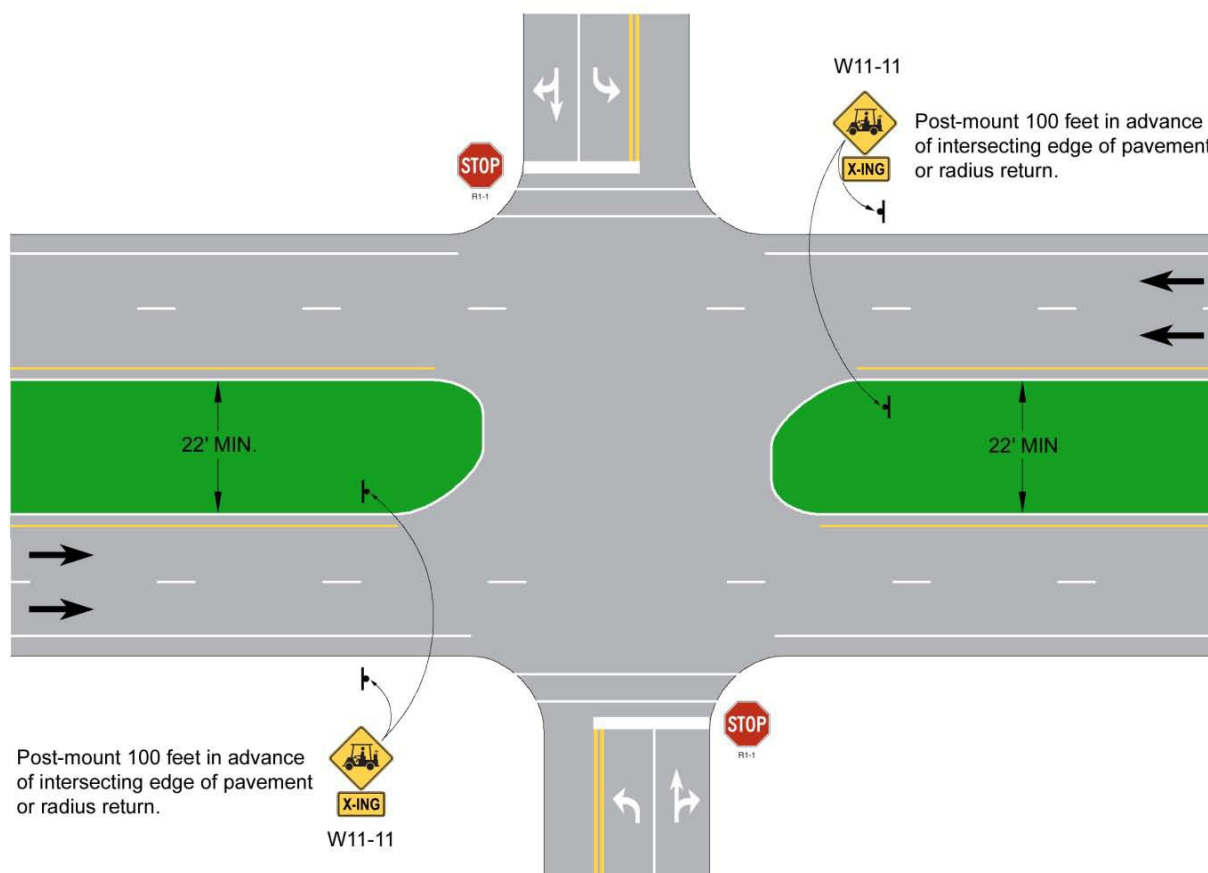 W11-11
X-ING
Post-mount 100 feet in advance
of intersecting edge of pavement
or radius return.
STOP
R1-1
22' MIN.
22' MIN
STOP
R1-1
Post-mount 100 feet in advance
of intersecting edge of pavement
or radius return.
X-ING
W11-11